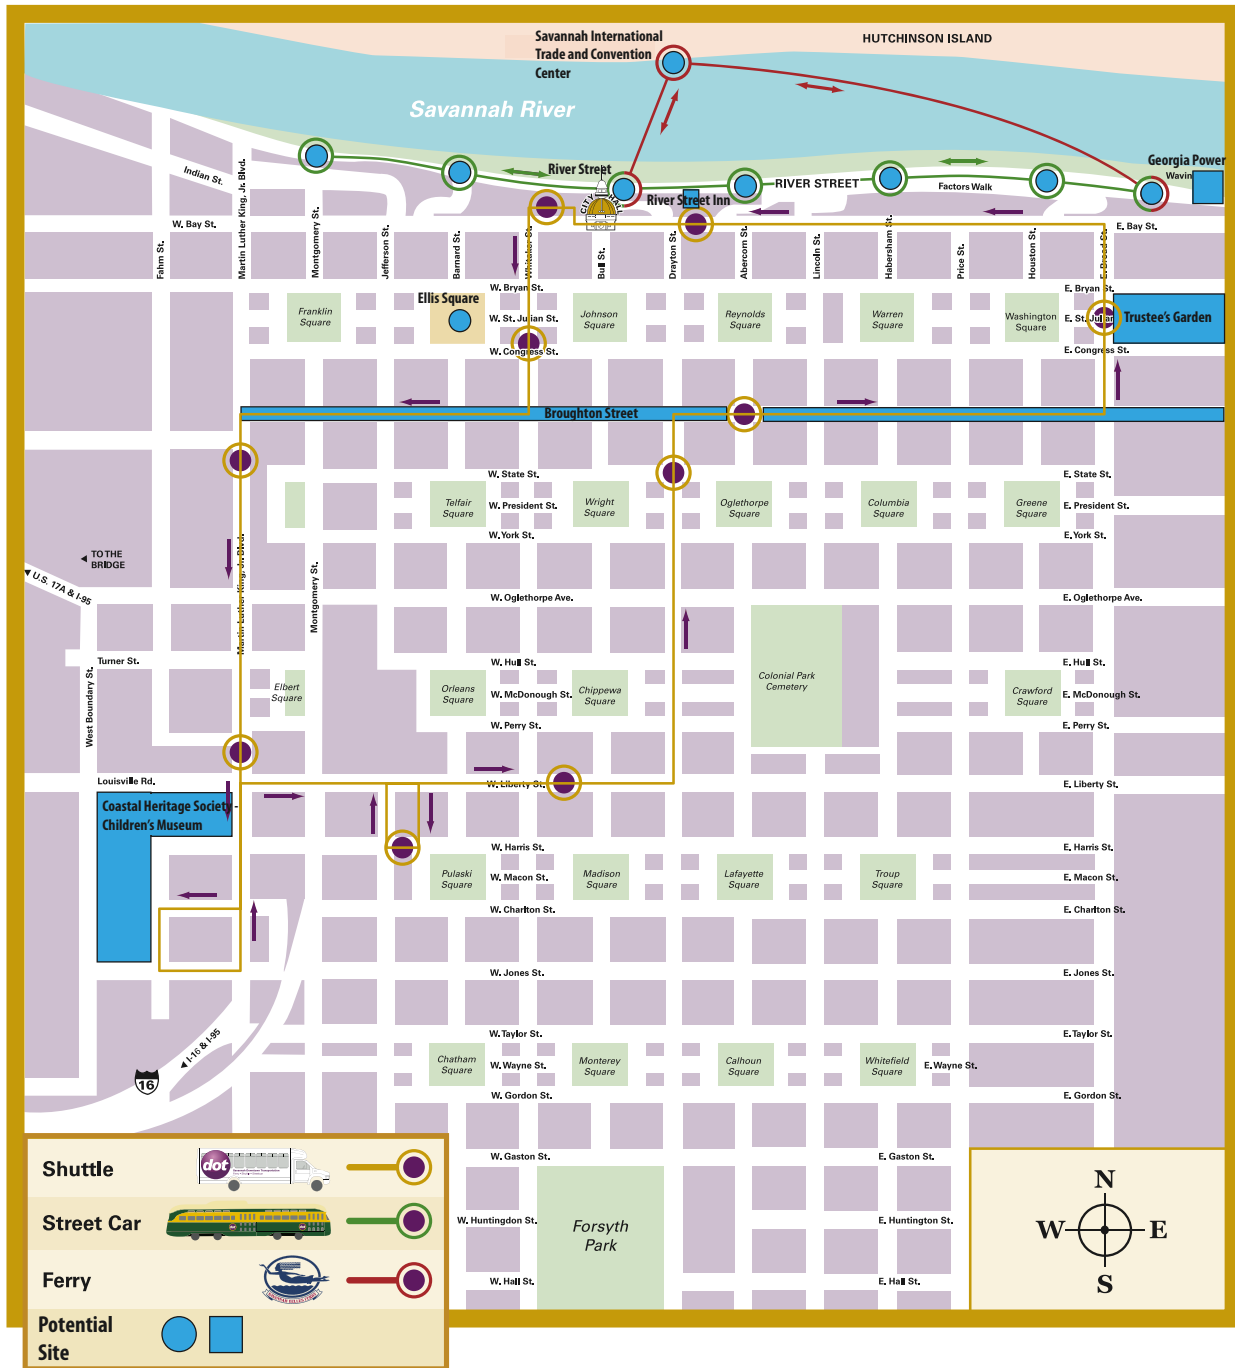 Savannah International
Trade and Convention
Center
HUTCHINSON ISLAND
Savannah River
Indian St.
River Street
CITY HALL
River Street Inn
RIVER STREET
Factors Walk
Georgia Power
W. Bay St.
E. Bay St.
Fahm St.
Martin Luther King, Jr. Blvd.
Montgomery St.
Jefferson St.
Barnard St.
Whitaker St.
Bull St.
Drayton St.
Abercorn St.
Lincoln St.
Habersham St.
Price St.
Houston St.
E. Broad St.
W. Bryan St.
E. Bryan St.
Ellis Square
Franklin
Square
W. St. Julian St.
Johnson
Square
Reynolds
Square
Warren
Square
Washington
Square
E. St. Julian
Trustee's Garden
W. Congress St.
E. Congress St.
Broughton Street
W. State St.
E. State St.
Telfair
Square
W. President St.
Wright
Square
Oglethorpe
Square
Columbia
Square
Greene
Square
E. President St.
W. York St.
E. York St.
TO THE
BRIDGE
U.S. 17A & I-95
Martin Luther King, Jr. Blvd.
Montgomery St.
W. Oglethorpe Ave.
E. Oglethorpe Ave.
Turner St.
West Boundary St.
W. Hull St.
E. Hull St.
Elbert
Square
Orleans
Square
W. McDonough St.
Chippewa
Square
Colonial Park
Cemetery
Crawford
Square
E. McDonough St.
W. Perry St.
E. Perry St.
Louisville Rd.
W. Liberty St.
E. Liberty St.
Coastal Heritage Society -
Children's Museum
W. Harris St.
E. Harris St.
Pulaski
Square
W. Macon St.
Madison
Square
Lafayette
Square
Troup
Square
E. Macon St.
W. Charlton St.
E. Charlton St.
W. Jones St.
E. Jones St.
I-16 & I-95
16
W. Taylor St.
E. Taylor St.
Chatham
Square
W. Wayne St.
Monterey
Square
Calhoun
Square
Whitefield
Square
E. Wayne St.
W. Gordon St.
E. Gordon St.
W. Gaston St.
E. Gaston St.
W. Huntingdon St.
Forsyth
Park
E. Huntington St.
W. Hall St.
E. Hall St.
Shuttle
dot
Street Car
Ferry
Potential
Site
N
W
E
S